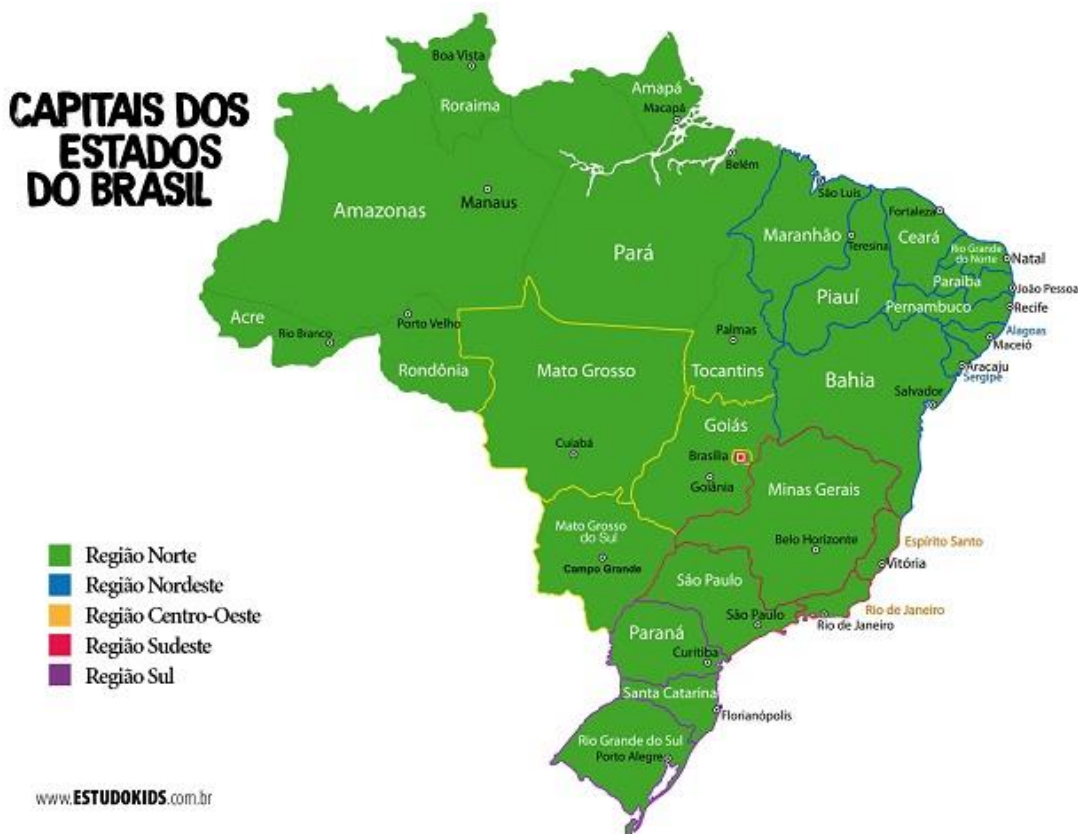 CAPITAIS DOS
ESTADOS
DO BRASIL
Boa Vista
Roraima
Amapá
Macapá
Belém
Manaus
Amazonas
Pará
São Luis
Maranhão
Teresina
Fortaleza
Ceará
Rio Grande
do Norte
Natal
Paraíba
João Pessoa
Piauí
Pernambuco
Recife
Alagoas
Maceió
Aracaju
Sergipe
Acre
Rio Branco
Porto Velho
Rondônia
Mato Grosso
Palmas
Tocantins
Bahia
Salvador
Goiás
Cuiabá
Brasília
Goiânia
Minas Gerais
Mato Grosso
do Sul
Campo Grande
Belo Horizonte
Espírito Santo
Vitória
São Paulo
São Paulo
Rio de Janeiro
Rio de Janeiro
Paraná
Curitiba
Santa Catarina
Florianópolis
Rio Grande do Sul
Porto Alegre
Região Norte
Região Nordeste
Região Centro-Oeste
Região Sudeste
Região Sul
www.ESTUDOKIDS.com.br